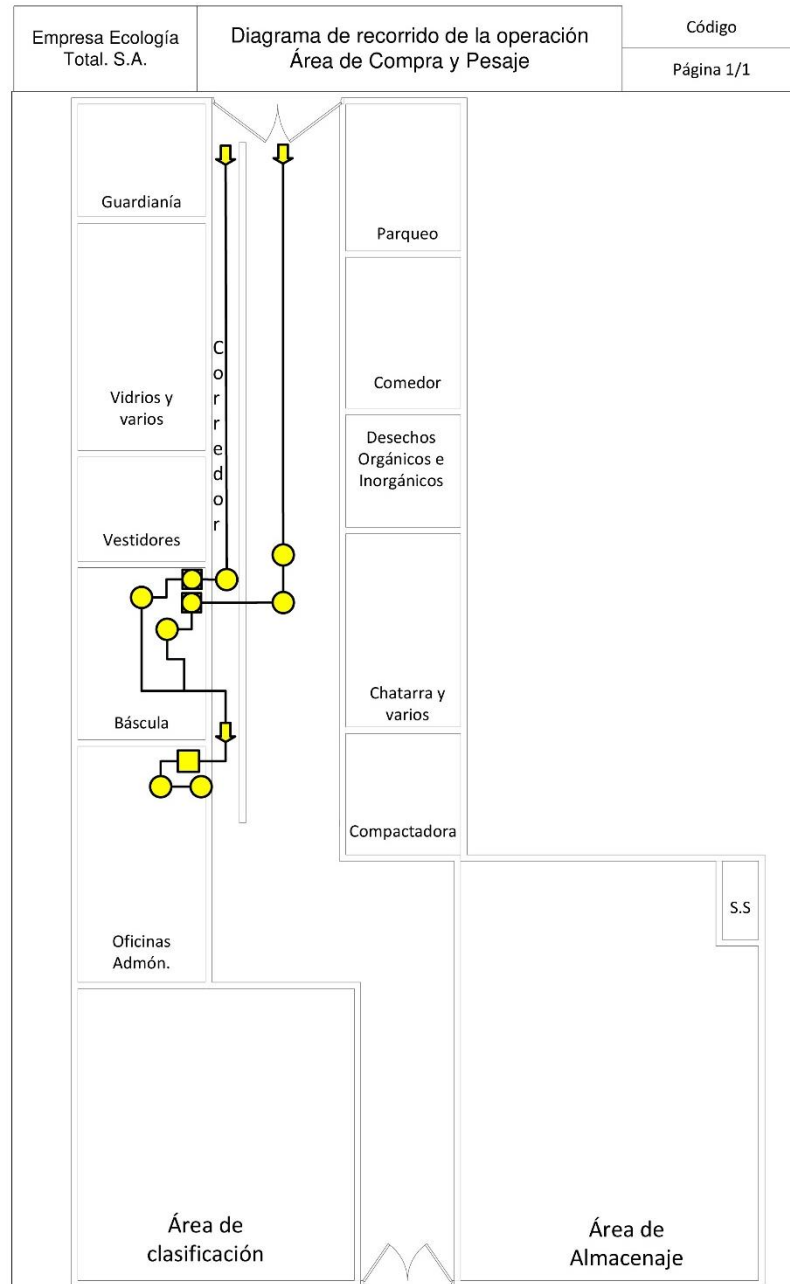 Empresa Ecología
Total. S.A.
Diagrama de recorrido de la operación
Área de Compra y Pesaje
Código
Página 1/1
Guardianía
Parqueo
Corredor
Vidrios y
varios
Comedor
Desechos
Orgánicos e
Inorgánicos
Vestidores
Báscula
Chatarra y
varios
Compactadora
S.S
Oficinas
Admón.
Área de
clasificación
Área de
Almacenaje